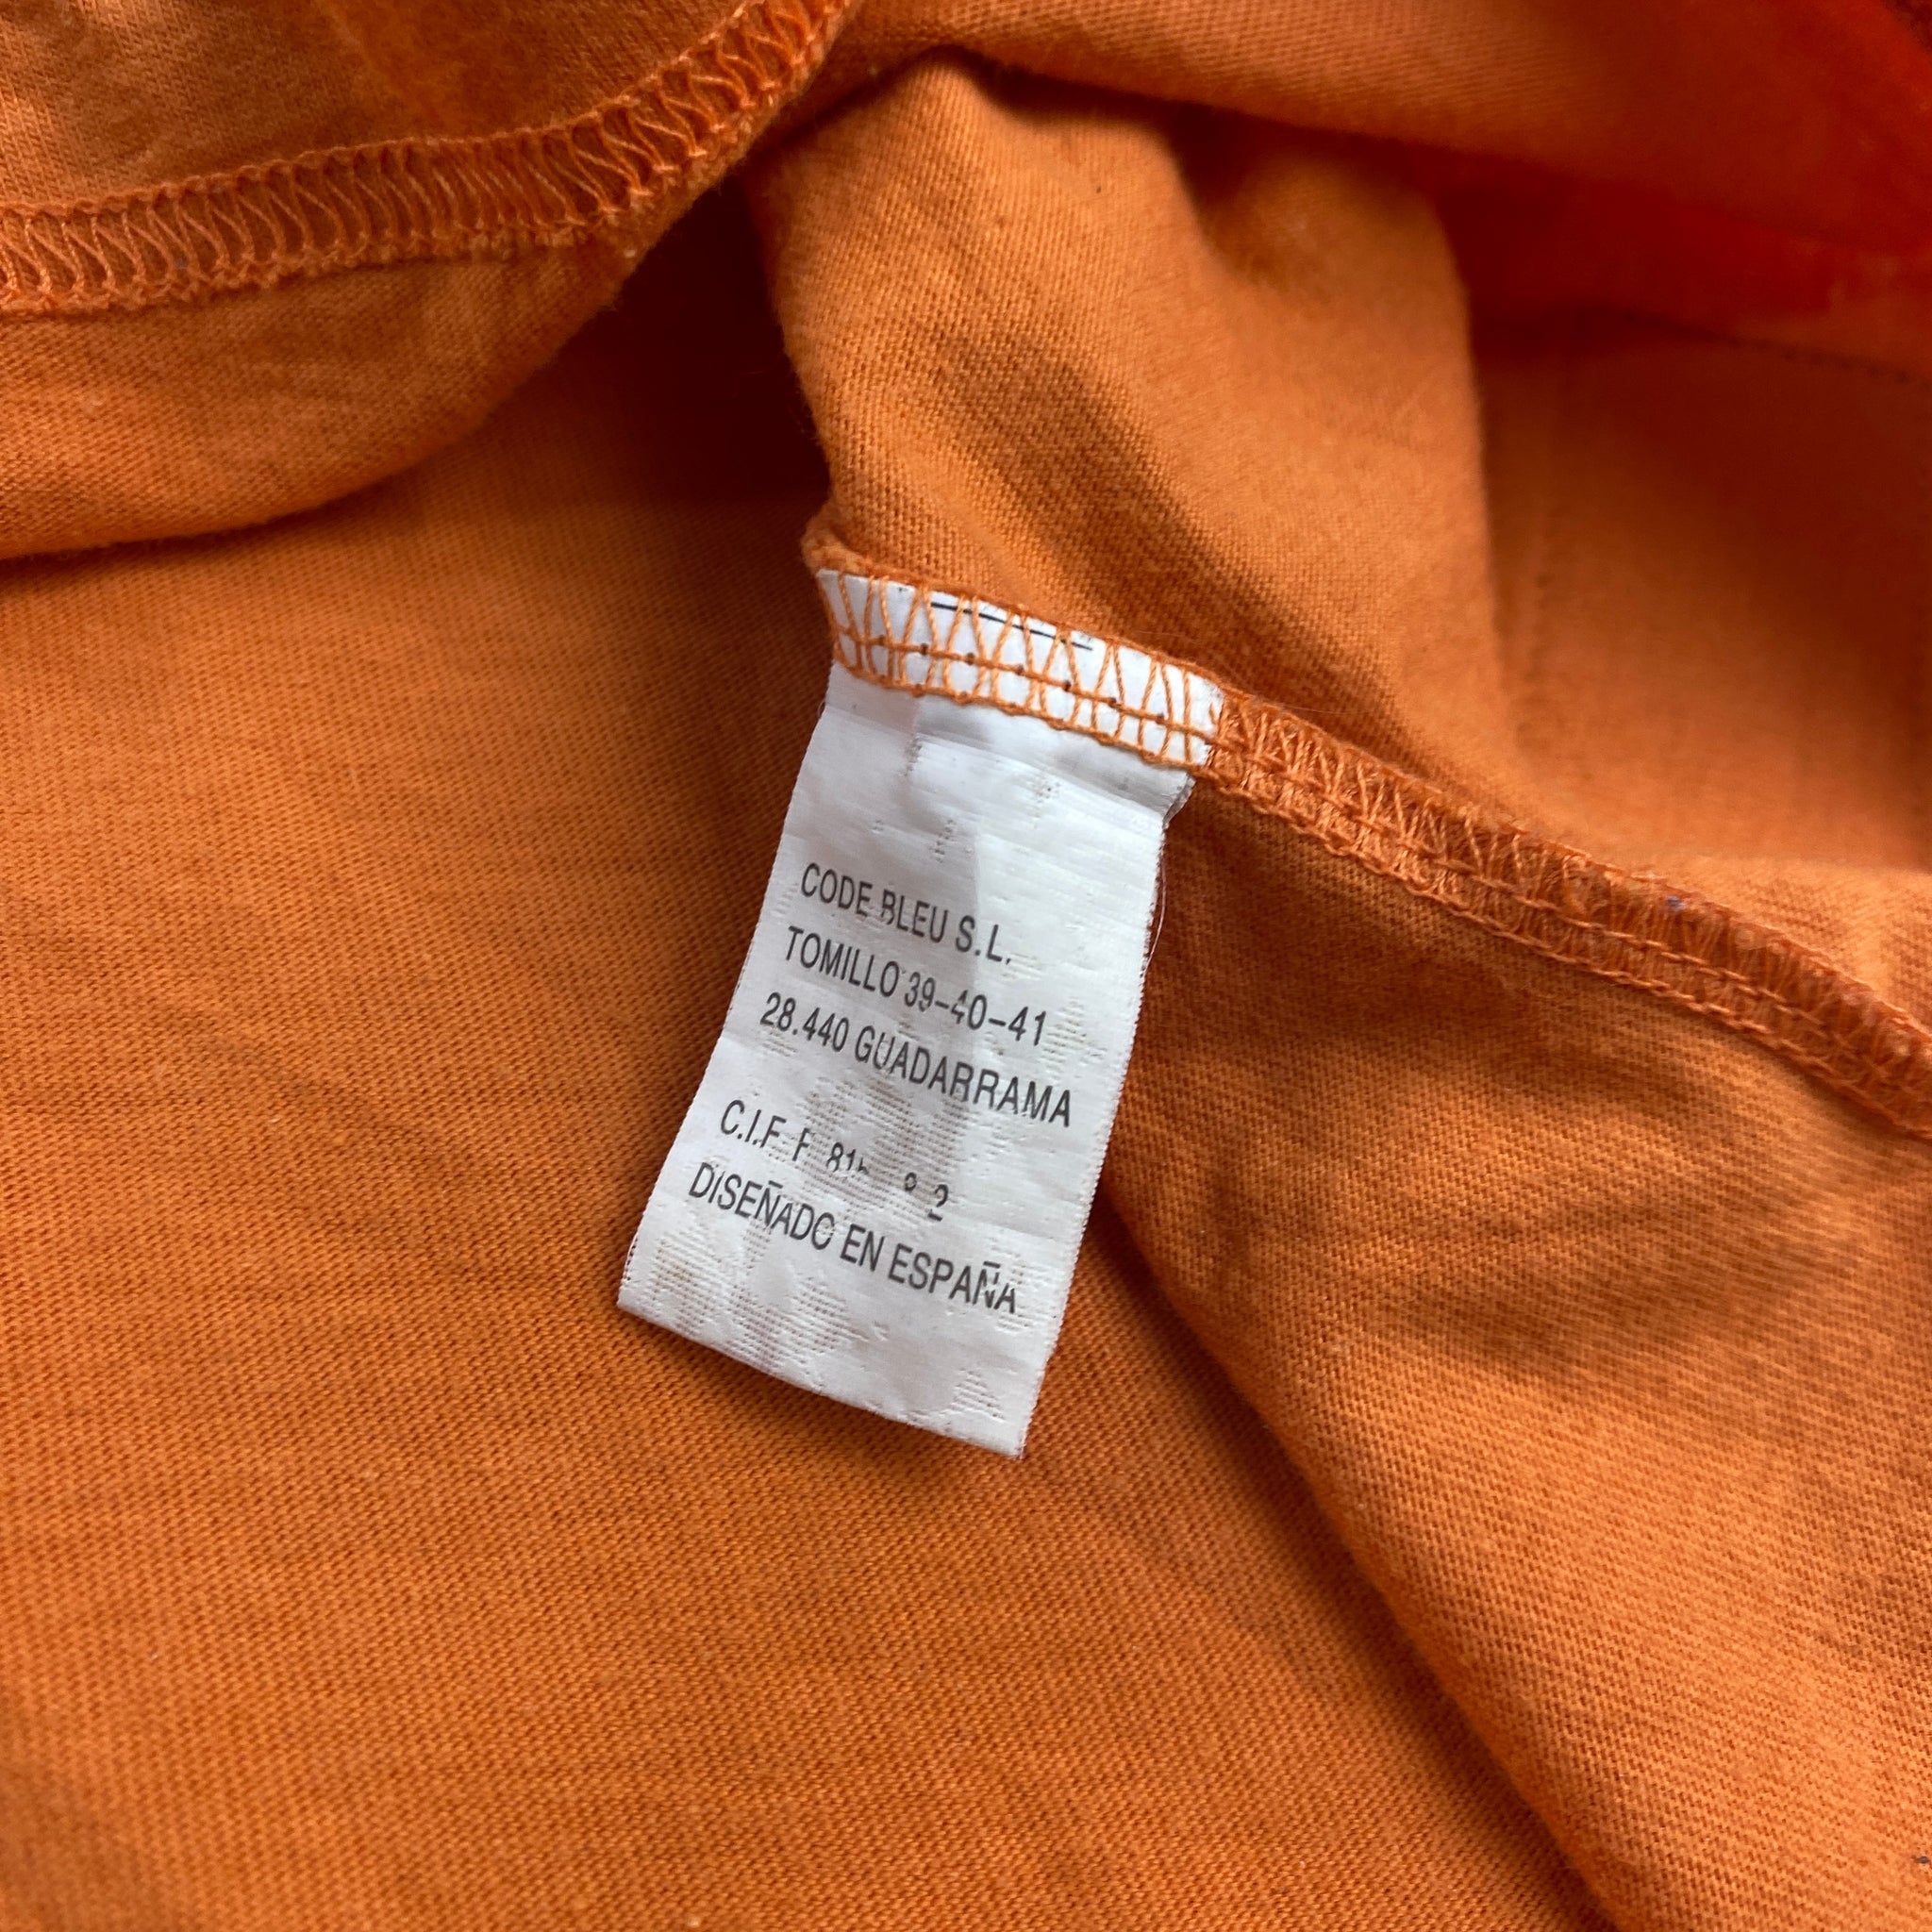 CODE BLEU S.L.
TOMILLO 39-40-41
28.440 GUADARRAMA
C.I.F
DISEÑADO EN ESPAÑA